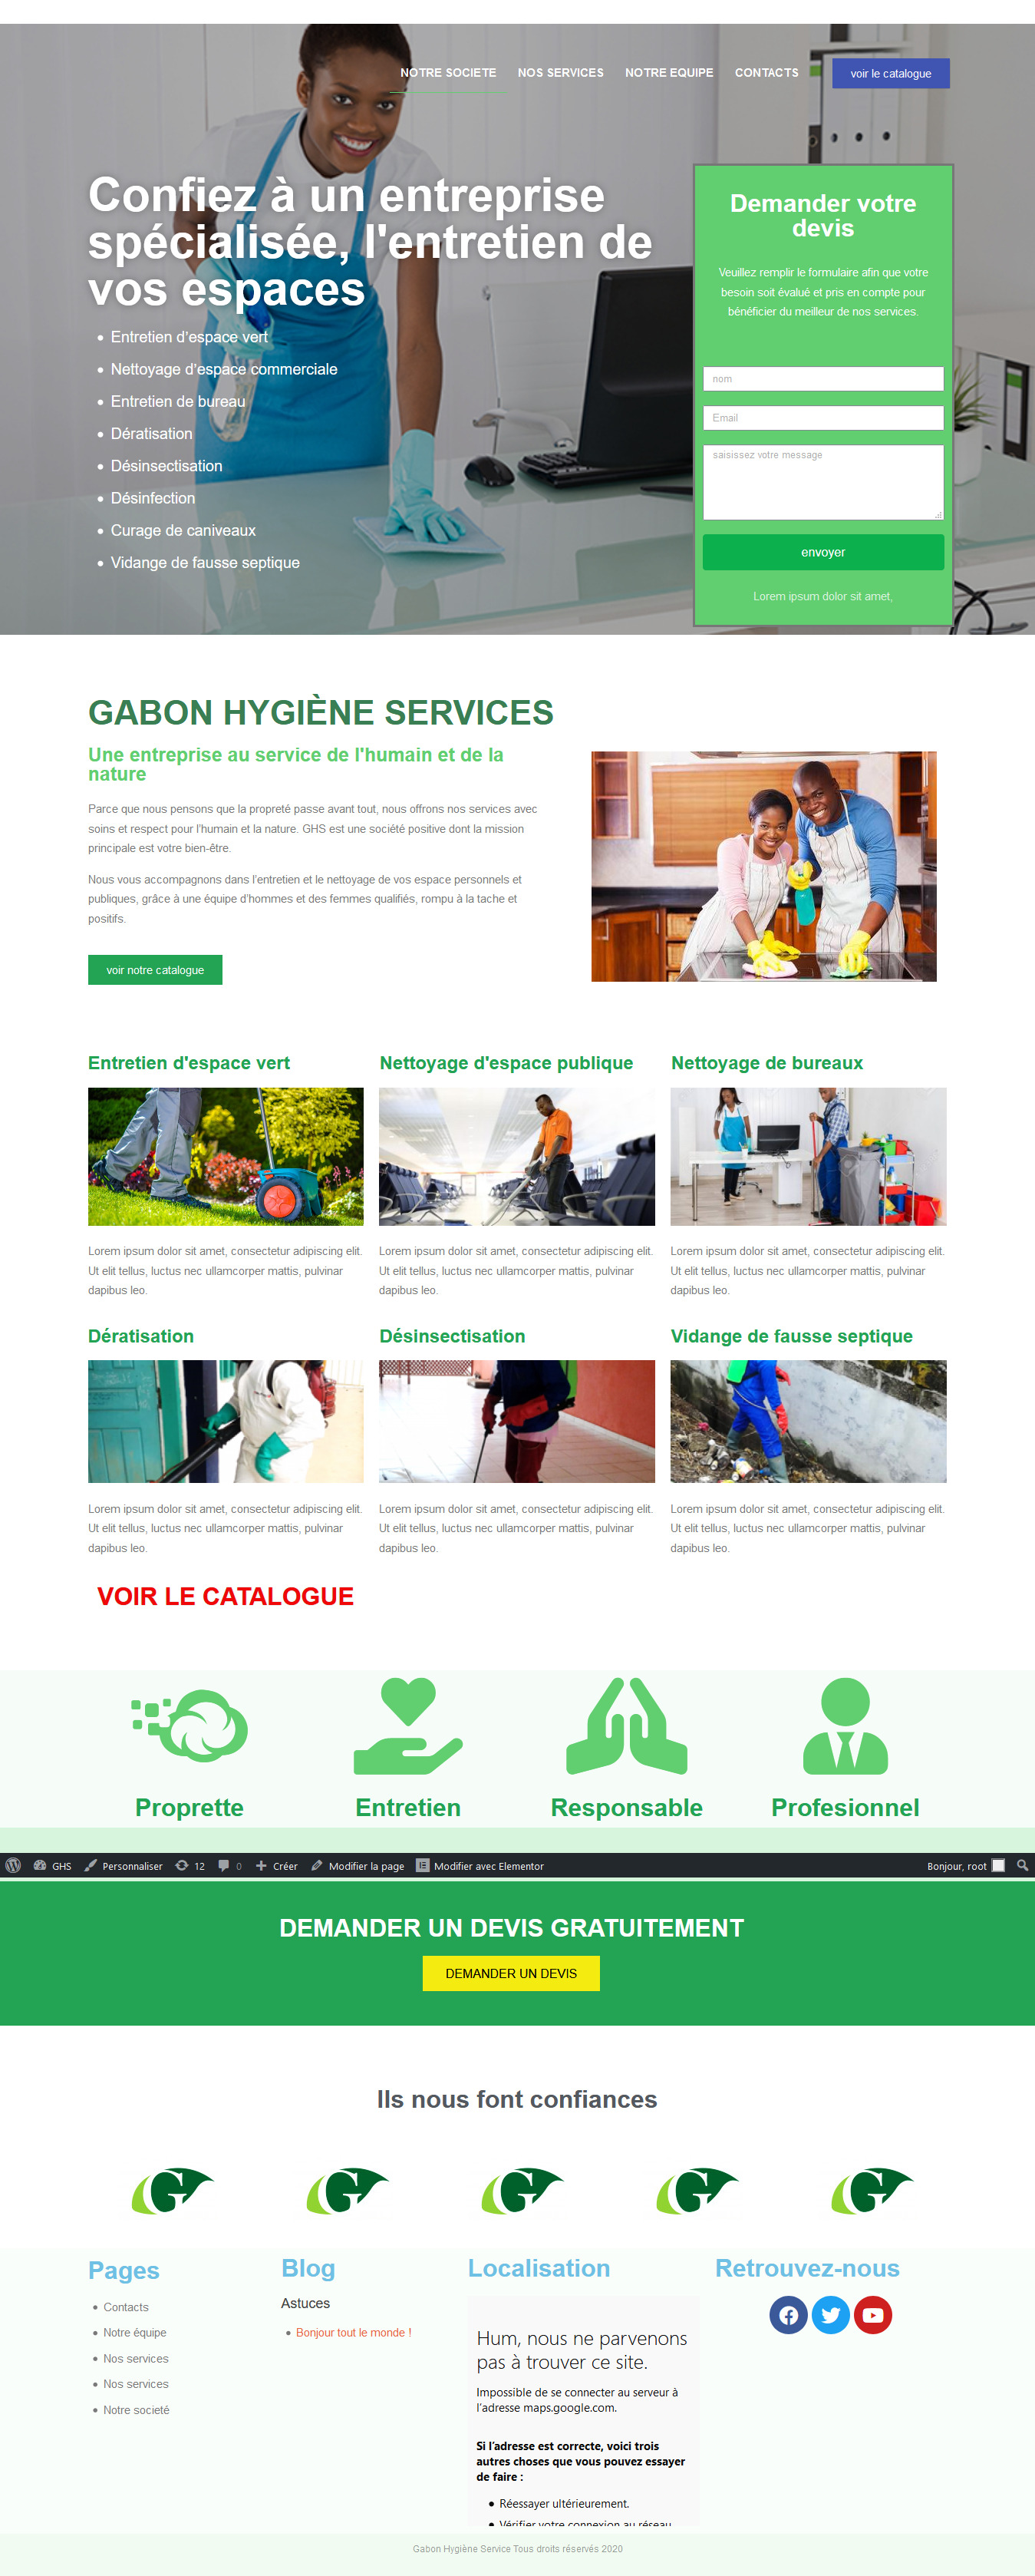 NOTRE SOCIETE NOS SERVICES NOTRE EQUIPE CONTACTS voir le catalogue
Confiez à un entreprise
spécialisée, l'entretien de
vos espaces
Entretien d'espace vert
Nettoyage d'espace commerciale
Entretien de bureau
Dératisation
Désinsectisation
Désinfection
Curage de caniveaux
Vidange de fausse septique
Demander votre
devis
Veuillez remplir le formulaire afin que votre
besoin soit évalué et pris en compte pour
bénéficier du meilleur de nos services.
nom
Email
saisissez votre message
envoyer
Lorem ipsum dolor sit amet,
GABON HYGIÈNE SERVICES
Une entreprise au service de l'humain et de la
nature
Parce que nous pensons que la propreté passe avant tout, nous offrons nos services avec
soins et respect pour l'humain et la nature. GHS est une société positive dont la mission
principale est votre bien-être.
Nous vous accompagnons dans l'entretien et le nettoyage de vos espace personnels et
publiques, grâce à une équipe d'hommes et des femmes qualifiés, rompu à la tache et
positifs.
voir notre catalogue
Entretien d'espace vert
Lorem ipsum dolor sit amet, consectetur adipiscing elit.
Ut elit tellus, luctus nec ullamcorper mattis, pulvinar
dapibus leo.
Nettoyage d'espace publique
Lorem ipsum dolor sit amet, consectetur adipiscing elit.
Ut elit tellus, luctus nec ullamcorper mattis, pulvinar
dapibus leo.
Nettoyage de bureaux
Lorem ipsum dolor sit amet, consectetur adipiscing elit.
Ut elit tellus, luctus nec ullamcorper mattis, pulvinar
dapibus leo.
Dératisation
Lorem ipsum dolor sit amet, consectetur adipiscing elit.
Ut elit tellus, luctus nec ullamcorper mattis, pulvinar
dapibus leo.
Désinsectisation
Lorem ipsum dolor sit amet, consectetur adipiscing elit.
Ut elit tellus, luctus nec ullamcorper mattis, pulvinar
dapibus leo.
Vidange de fausse septique
Lorem ipsum dolor sit amet, consectetur adipiscing elit.
Ut elit tellus, luctus nec ullamcorper mattis, pulvinar
dapibus leo.
VOIR LE CATALOGUE
Proprette Entretien Responsable Profesionnel
GHS Personnaliser 12 0 Créer Modifier la page Modifier avec Elementor Bonjour, root
DEMANDER UN DEVIS GRATUITEMENT
DEMANDER UN DEVIS
Ils nous font confiances
G G G G G
Pages
Contacts
Notre équipe
Nos services
Nos services
Notre societé
Blog
Astuces
Bonjour tout le monde !
Localisation
Hum, nous ne parvenons
pas à trouver ce site.
Impossible de se connecter au serveur à
l'adresse maps.google.com.
Si l'adresse est correcte, voici trois
autres choses que vous pouvez essayer
de faire :
Réessayer ultérieurement.
Vérifier votre connexion au réseau
Retrouvez-nous
Gabon Hygiène Service Tous droits réservés 2020